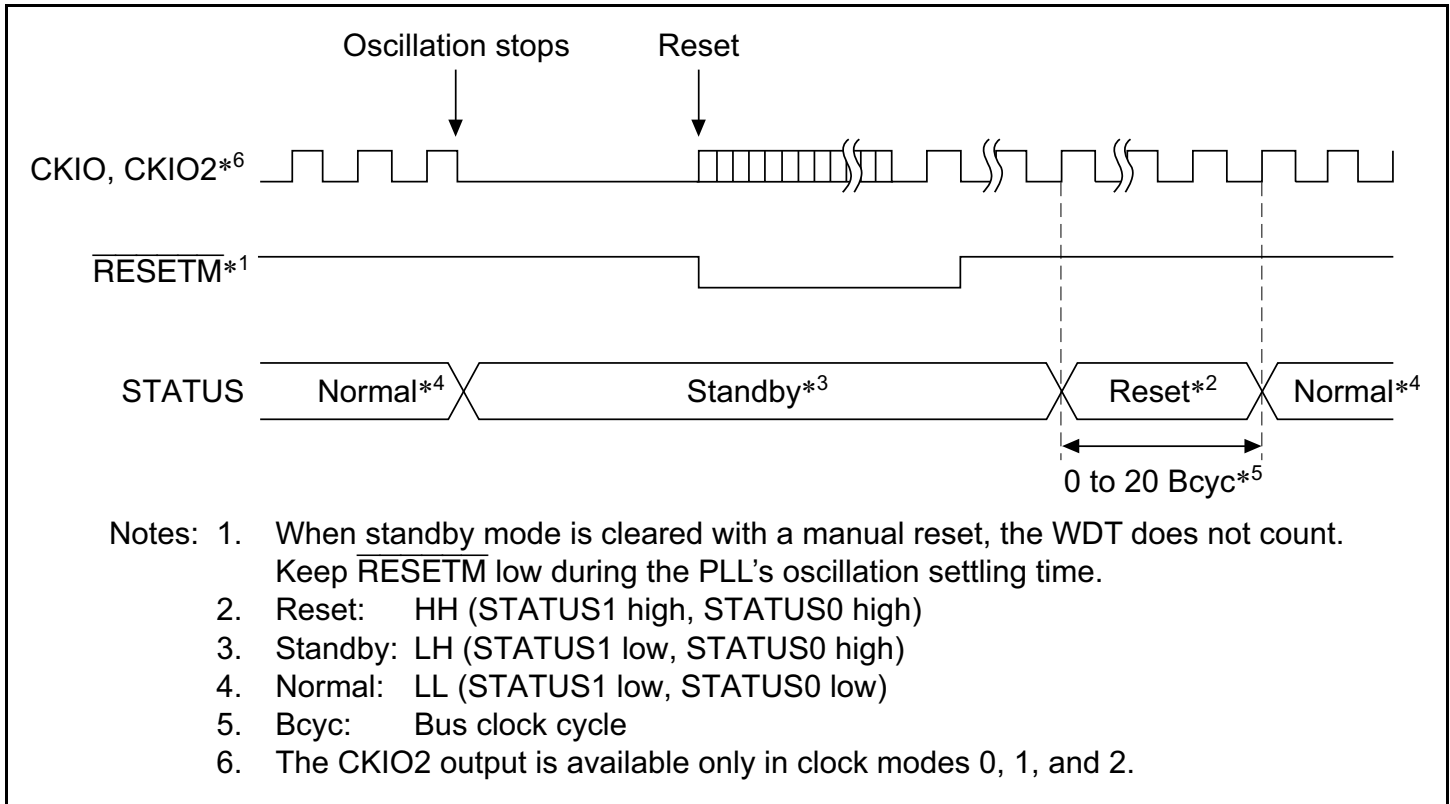 Oscillation stops Reset
CKIO, CKIO2*6
RESETM*1
STATUS Normal*4 Standby*3 Reset*2 Normal*4
0 to 20 Bcyc*5
Notes: 1. When standby mode is cleared with a manual reset, the WDT does not count.
Keep RESETM low during the PLL's oscillation settling time.
2. Reset: HH (STATUS1 high, STATUS0 high)
3. Standby: LH (STATUS1 low, STATUS0 high)
4. Normal: LL (STATUS1 low, STATUS0 low)
5. Bcyc: Bus clock cycle
6. The CKIO2 output is available only in clock modes 0, 1, and 2.